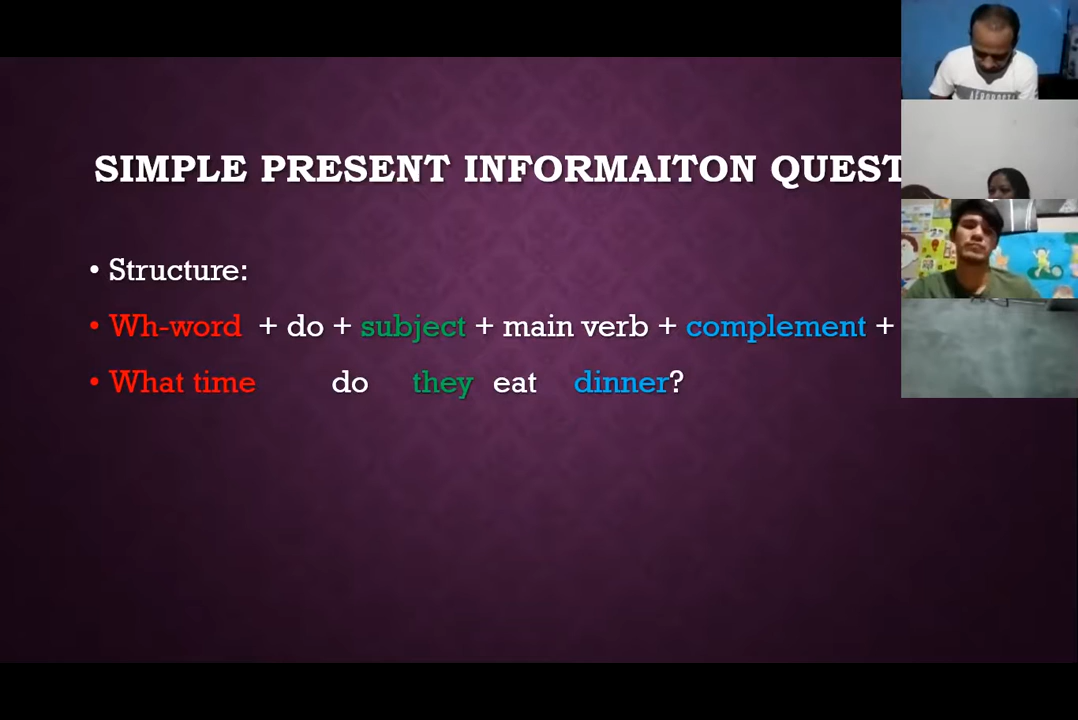 SIMPLE PRESENT INFORMAITON QUEST
• Structure:
• Wh-word + do + subject + main verb + complement +
• What time do they eat dinner?